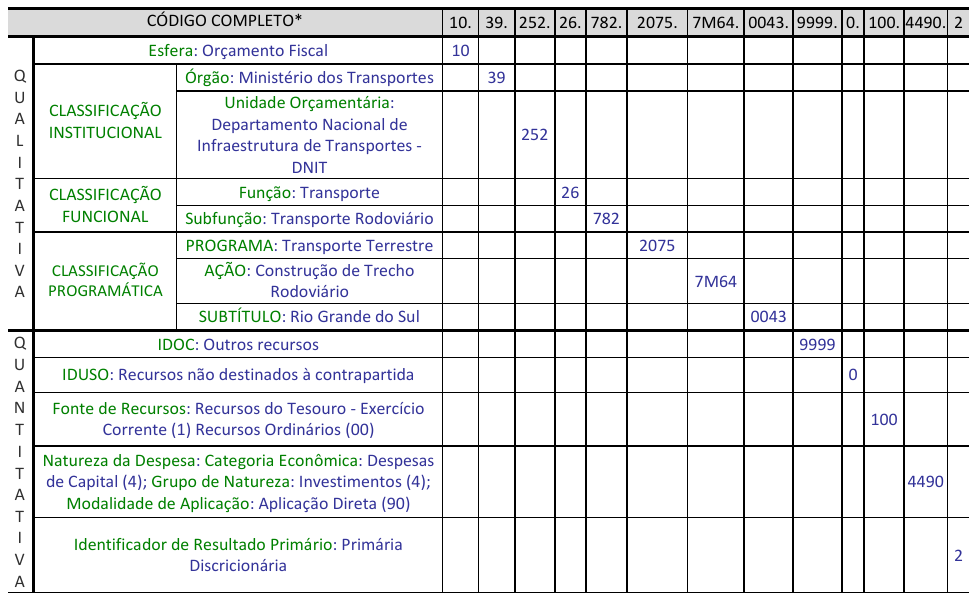 CÓDIGO COMPLETO* 10. 39. 252. 26. 782. 2075. 7M64. 0043. 9999. 0. 100. 4490. 2
QUALITATIVA
Esfera: Orçamento Fiscal 10
CLASSIFICAÇÃO
INSTITUCIONAL
Órgão: Ministério dos Transportes 39
Unidade Orçamentária:
Departamento Nacional de
Infraestrutura de Transportes -
DNIT
252
CLASSIFICAÇÃO
FUNCIONAL
Função: Transporte 26
Subfunção: Transporte Rodoviário 782
CLASSIFICAÇÃO
PROGRAMÁTICA
PROGRAMA: Transporte Terrestre 2075
AÇÃO: Construção de Trecho
Rodoviário
7M64
SUBTÍTULO: Rio Grande do Sul 0043
QUANTITATIVA
IDOC: Outros recursos 9999
IDUSO: Recursos não destinados à contrapartida 0
Fonte de Recursos: Recursos do Tesouro - Exercício
Corrente (1) Recursos Ordinários (00)
100
Natureza da Despesa: Categoria Econômica: Despesas
de Capital (4); Grupo de Natureza: Investimentos (4);
Modalidade de Aplicação: Aplicação Direta (90)
4490
Identificador de Resultado Primário: Primária
Discricionária
2